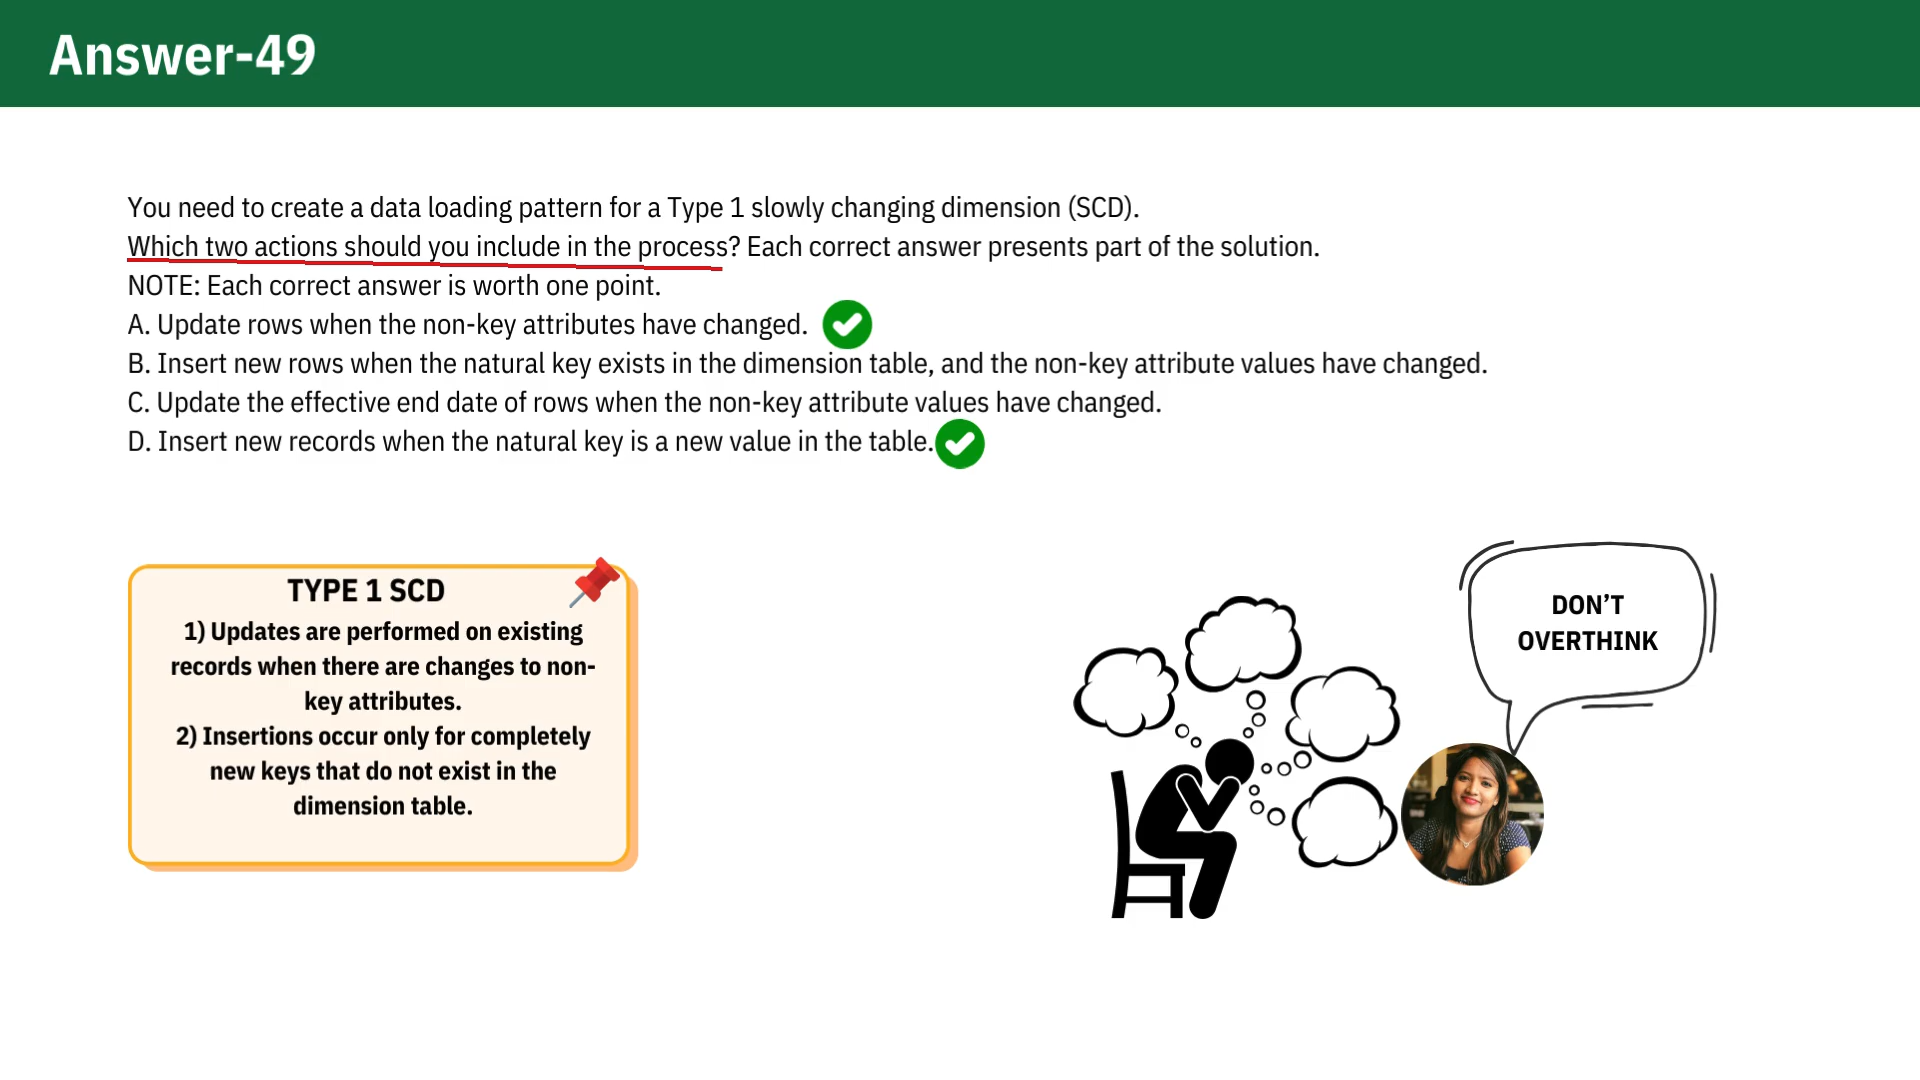 Answer-49
You need to create a data loading pattern for a Type 1 slowly changing dimension (SCD).
Which two actions should you include in the process? Each correct answer presents part of the solution.
NOTE: Each correct answer is worth one point.
A. Update rows when the non-key attributes have changed.
B. Insert new rows when the natural key exists in the dimension table, and the non-key attribute values have changed.
C. Update the effective end date of rows when the non-key attribute values have changed.
D. Insert new records when the natural key is a new value in the table.
TYPE 1 SCD
1) Updates are performed on existing
records when there are changes to non-
key attributes.
2) Insertions occur only for completely
new keys that do not exist in the
dimension table.
DON’T
OVERTHINK